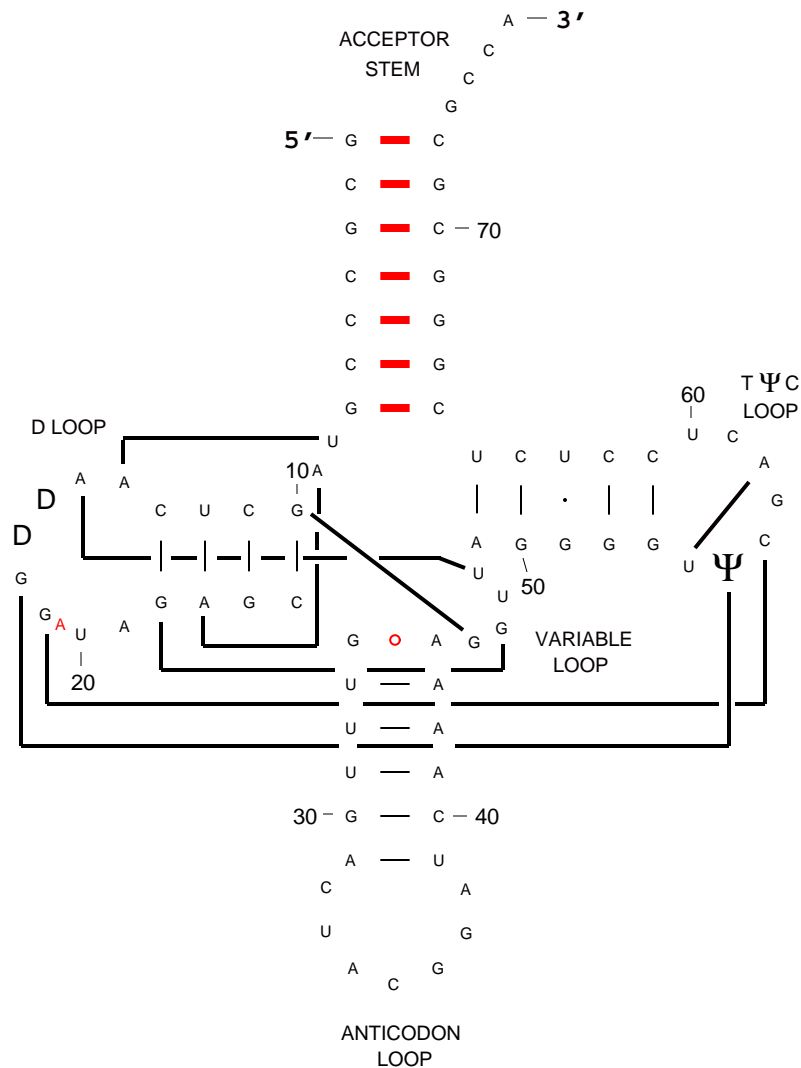 A — 3′
ACCEPTOR
STEM
C
C
G
5′ — G C
C G
G C — 70
C G
C G
C G
G C
60
T Ψ C
LOOP
D LOOP
U
U C
U C U C C
A
10 A
A A
D
G
C U C G
D
A G G G G
C
U
Ψ
U
50
G
U
G A G C
G A U A
G
20
G A G
VARIABLE
LOOP
U A
U A
U A
30 — G C — 40
A U
C A
U G
A G
C
ANTICODON
LOOP